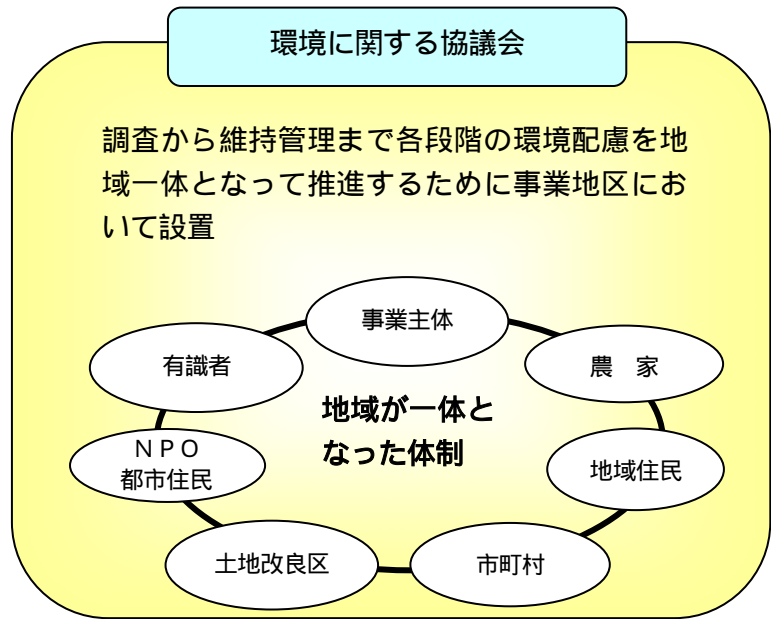 環境に関する協議会
調査から維持管理まで各段階の環境配慮を地
域一体となって推進するために事業地区にお
いて設置
事業主体
有識者
農　家
地域が一体と
なった体制
ＮＰＯ
都市住民
地域住民
土地改良区
市町村